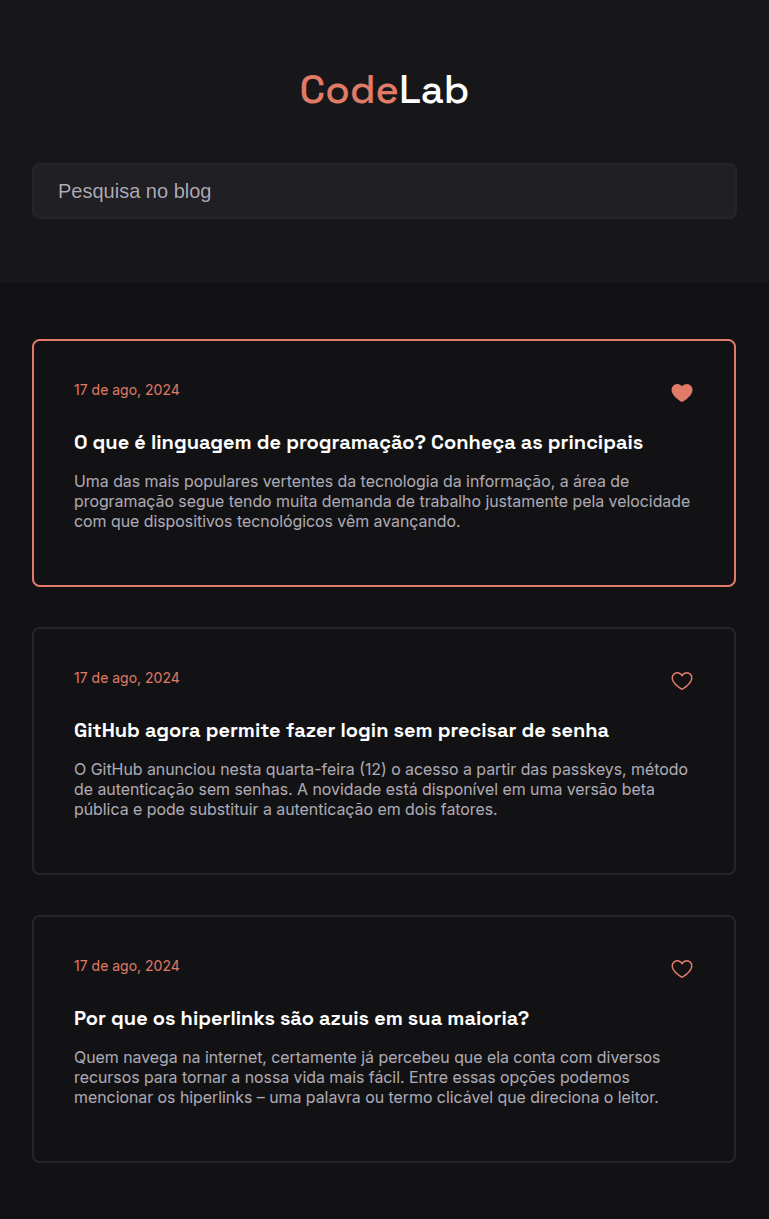 CodeLab
Pesquisa no blog
17 de ago, 2024
O que é linguagem de programação? Conheça as principais
Uma das mais populares vertentes da tecnologia da informação, a área de
programação segue tendo muita demanda de trabalho justamente pela velocidade
com que dispositivos tecnológicos vêm avançando.
17 de ago, 2024
GitHub agora permite fazer login sem precisar de senha
O GitHub anunciou nesta quarta-feira (12) o acesso a partir das passkeys, método
de autenticação sem senhas. A novidade está disponível em uma versão beta
pública e pode substituir a autenticação em dois fatores.
17 de ago, 2024
Por que os hiperlinks são azuis em sua maioria?
Quem navega na internet, certamente já percebeu que ela conta com diversos
recursos para tornar a nossa vida mais fácil. Entre essas opções podemos
mencionar os hiperlinks – uma palavra ou termo clicável que direciona o leitor.